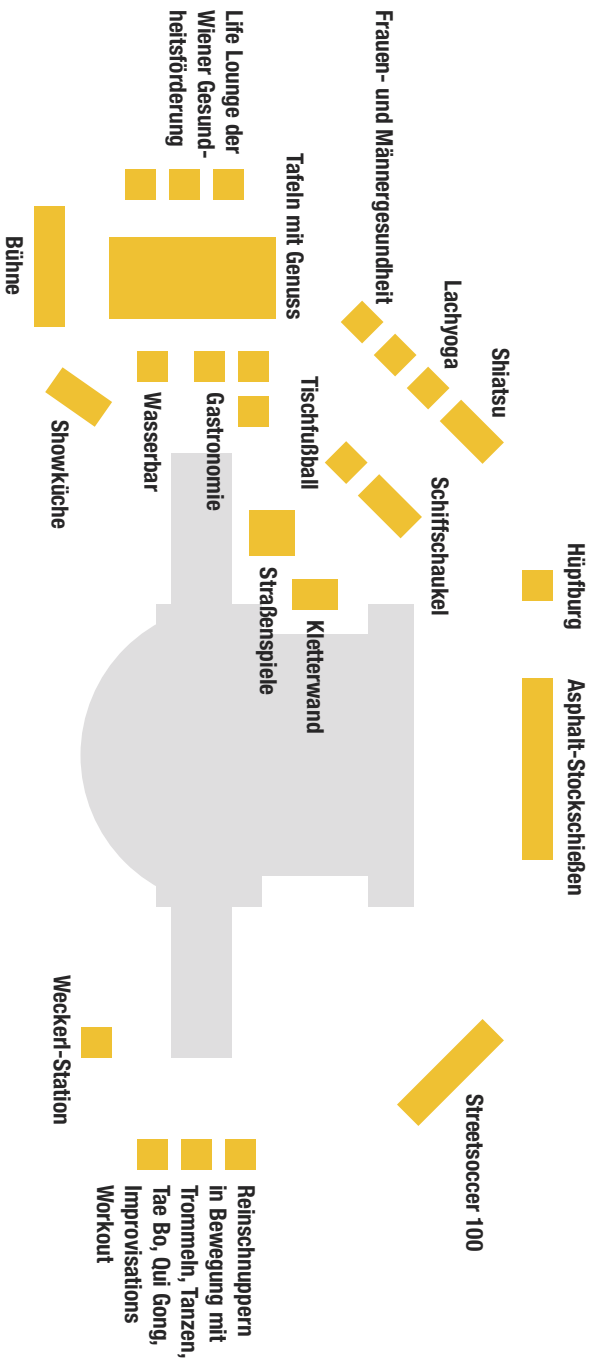 Hüpfburg
Asphalt-Stockschießen
Shiatsu
Streetsoccer 100
Lachyoga
Schiffschaukel
Frauen- und Männergesundheit
Kletterwand
Tischfußball
Tafeln mit Genuss
Straßenspiele
Life Lounge der
Wiener Gesund-
heitsförderung
Gastronomie
Reinschnuppern
in Bewegung mit
Trommeln, Tanzen,
Tae Bo, Qui Gong,
Improvisations
Workout
Wasserbar
Showküche
Weckerl-Station
Bühne